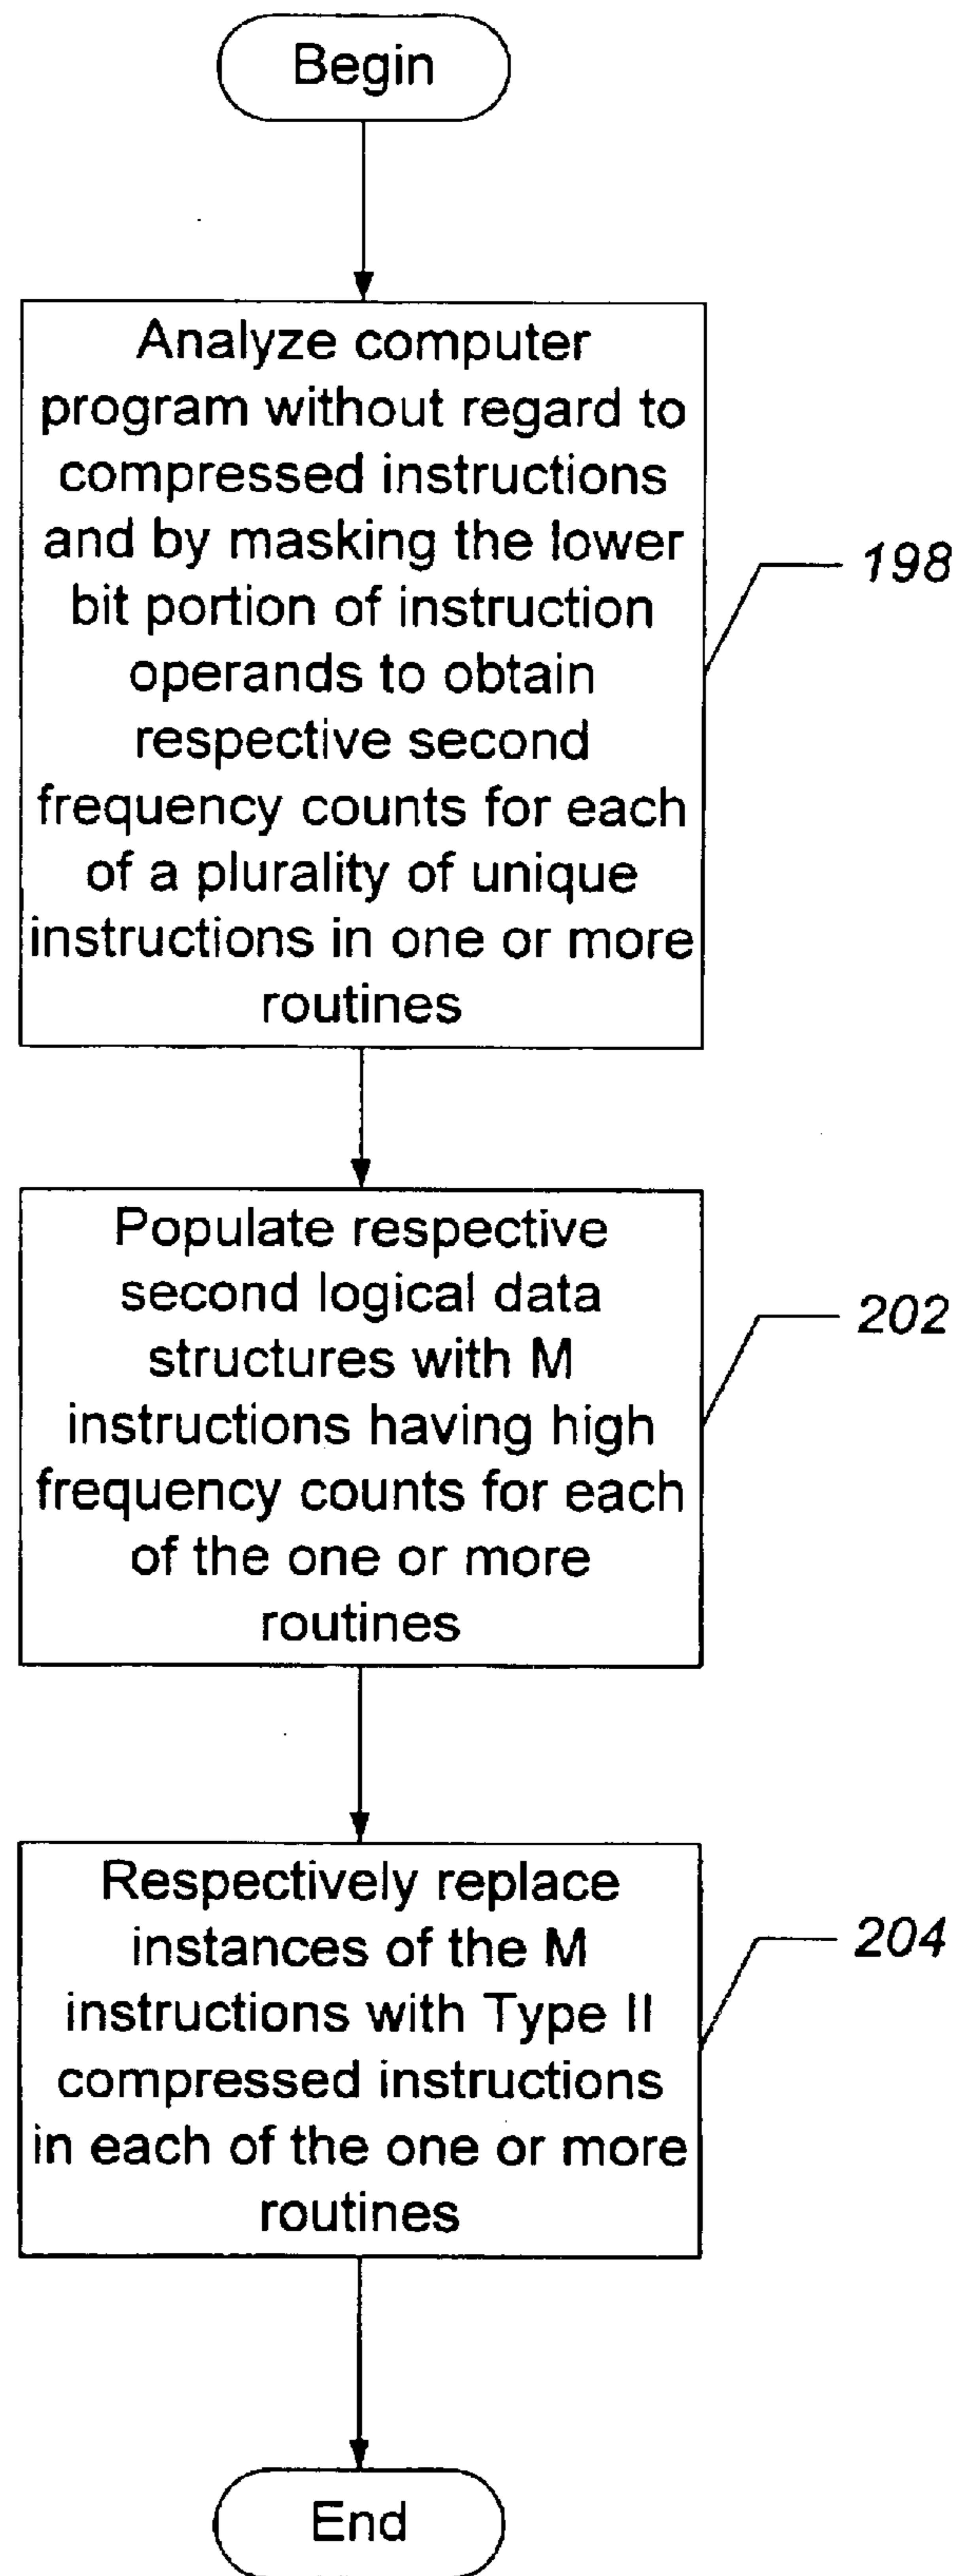 Begin
Analyze computer
program without regard to
compressed instructions
and by masking the lower
bit portion of instruction
operands to obtain
respective second
frequency counts for each
of a plurality of unique
instructions in one or more
routines
198
Populate respective
second logical data
structures with M
instructions having high
frequency counts for each
of the one or more
routines
202
Respectively replace
instances of the M
instructions with Type II
compressed instructions
in each of the one or more
routines
204
End